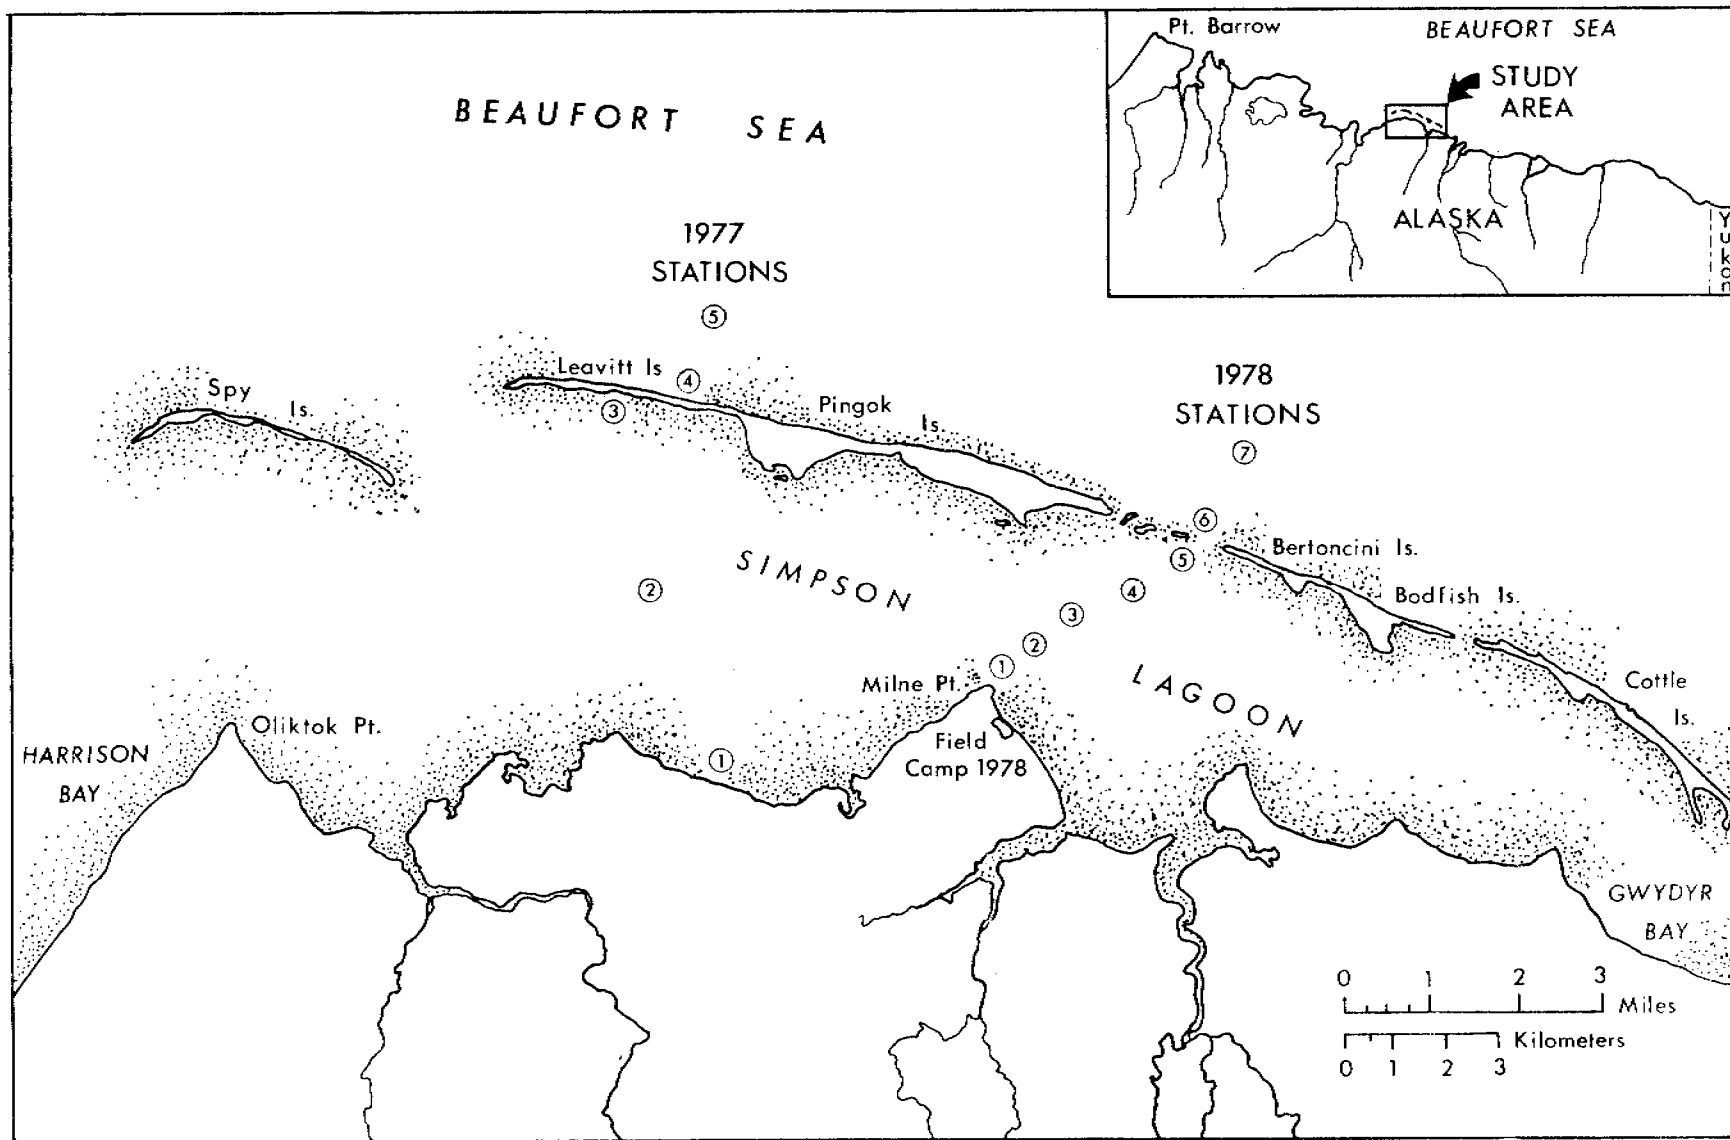 Pt. Barrow
BEAUFORT SEA
STUDY
AREA
ALASKA
Yukon
BEAUFORT SEA
1977
STATIONS
5
Leavitt Is
4
3
Spy Is.
Pingok Is.
1978
STATIONS
7
6
5
Bertoncini Is.
4
Bodfish Is.
3
2
1
SIMPSON
LAGOON
2
Milne Pt.
Cottle
Is.
Oliktok Pt.
HARRISON
BAY
1
Field
Camp 1978
GWYDYR
BAY
0 1 2 3
Miles
Kilometers
0 1 2 3